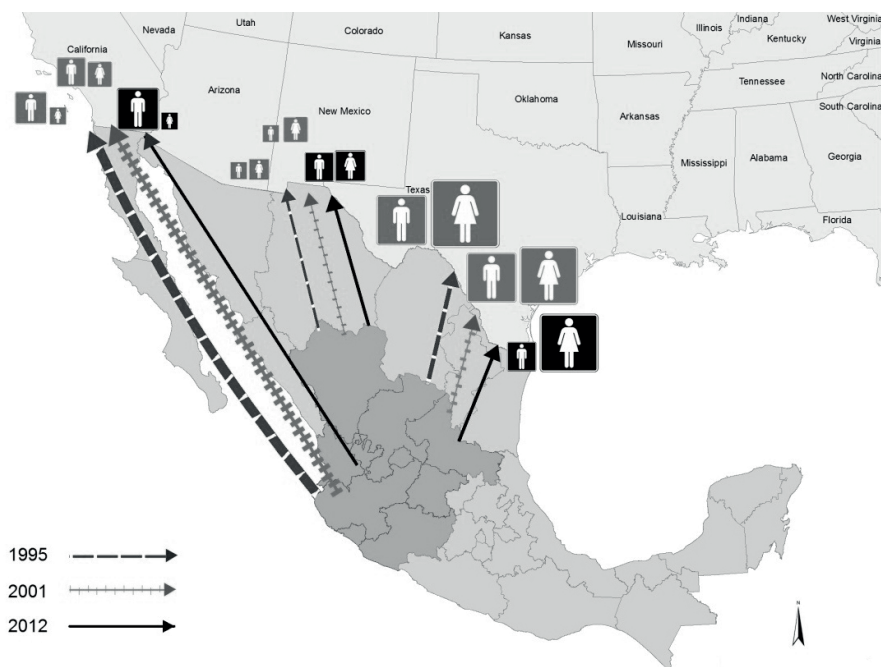 Nevada
Utah
Colorado
Kansas
Missouri
Illinois
Indiana
West Virginia
Kentucky
Virginia
California
Arizona
New Mexico
Oklahoma
Arkansas
Tennessee
North Carolina
South Carolina
Mississippi
Alabama
Georgia
Texas
Louisiana
Florida
1995
2001
2012
N